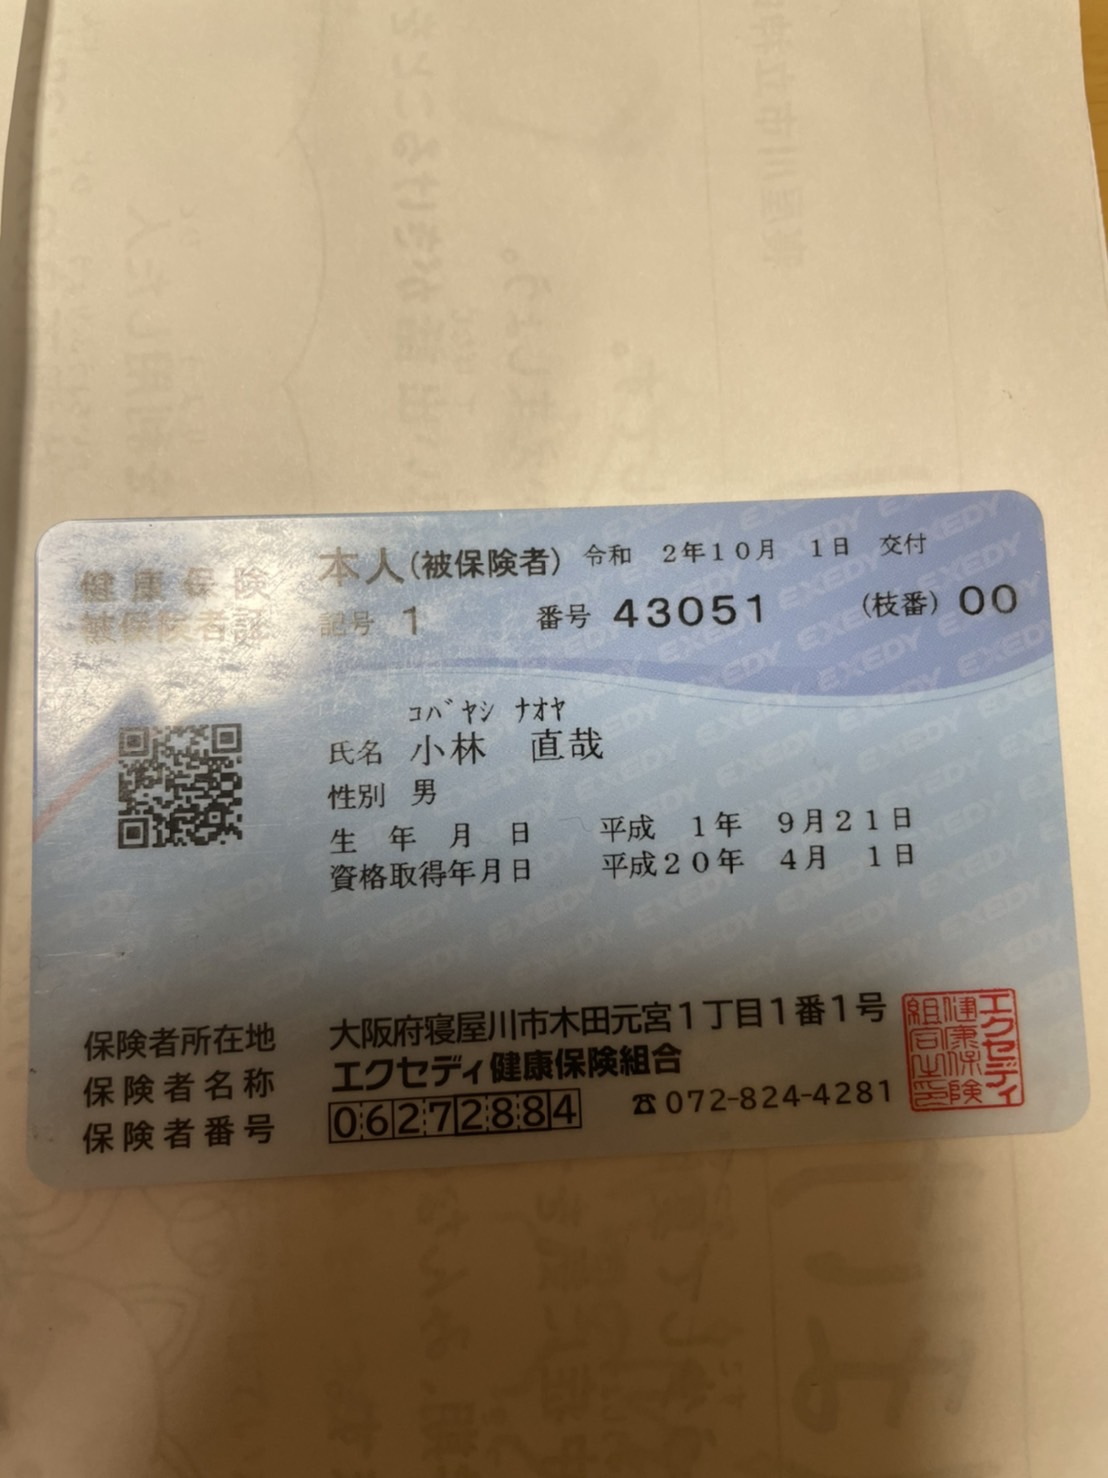 健康保険
被保険者証
本人(被保険者) 令和 2年10月 1日 交付
記号 1 番号 43051 (枝番) 00
コバヤシ ナオヤ
氏名 小林 直哉
性別 男
生年月日 平成 1年 9月21日
資格取得年月日 平成20年 4月 1日
保険者所在地 大阪府寝屋川市木田元宮1丁目1番1号
保険者名称 エクセディ健康保険組合
保険者番号 06272884 ☎072-824-4281
エクセディ
健康保険
組合之印
EXEDY